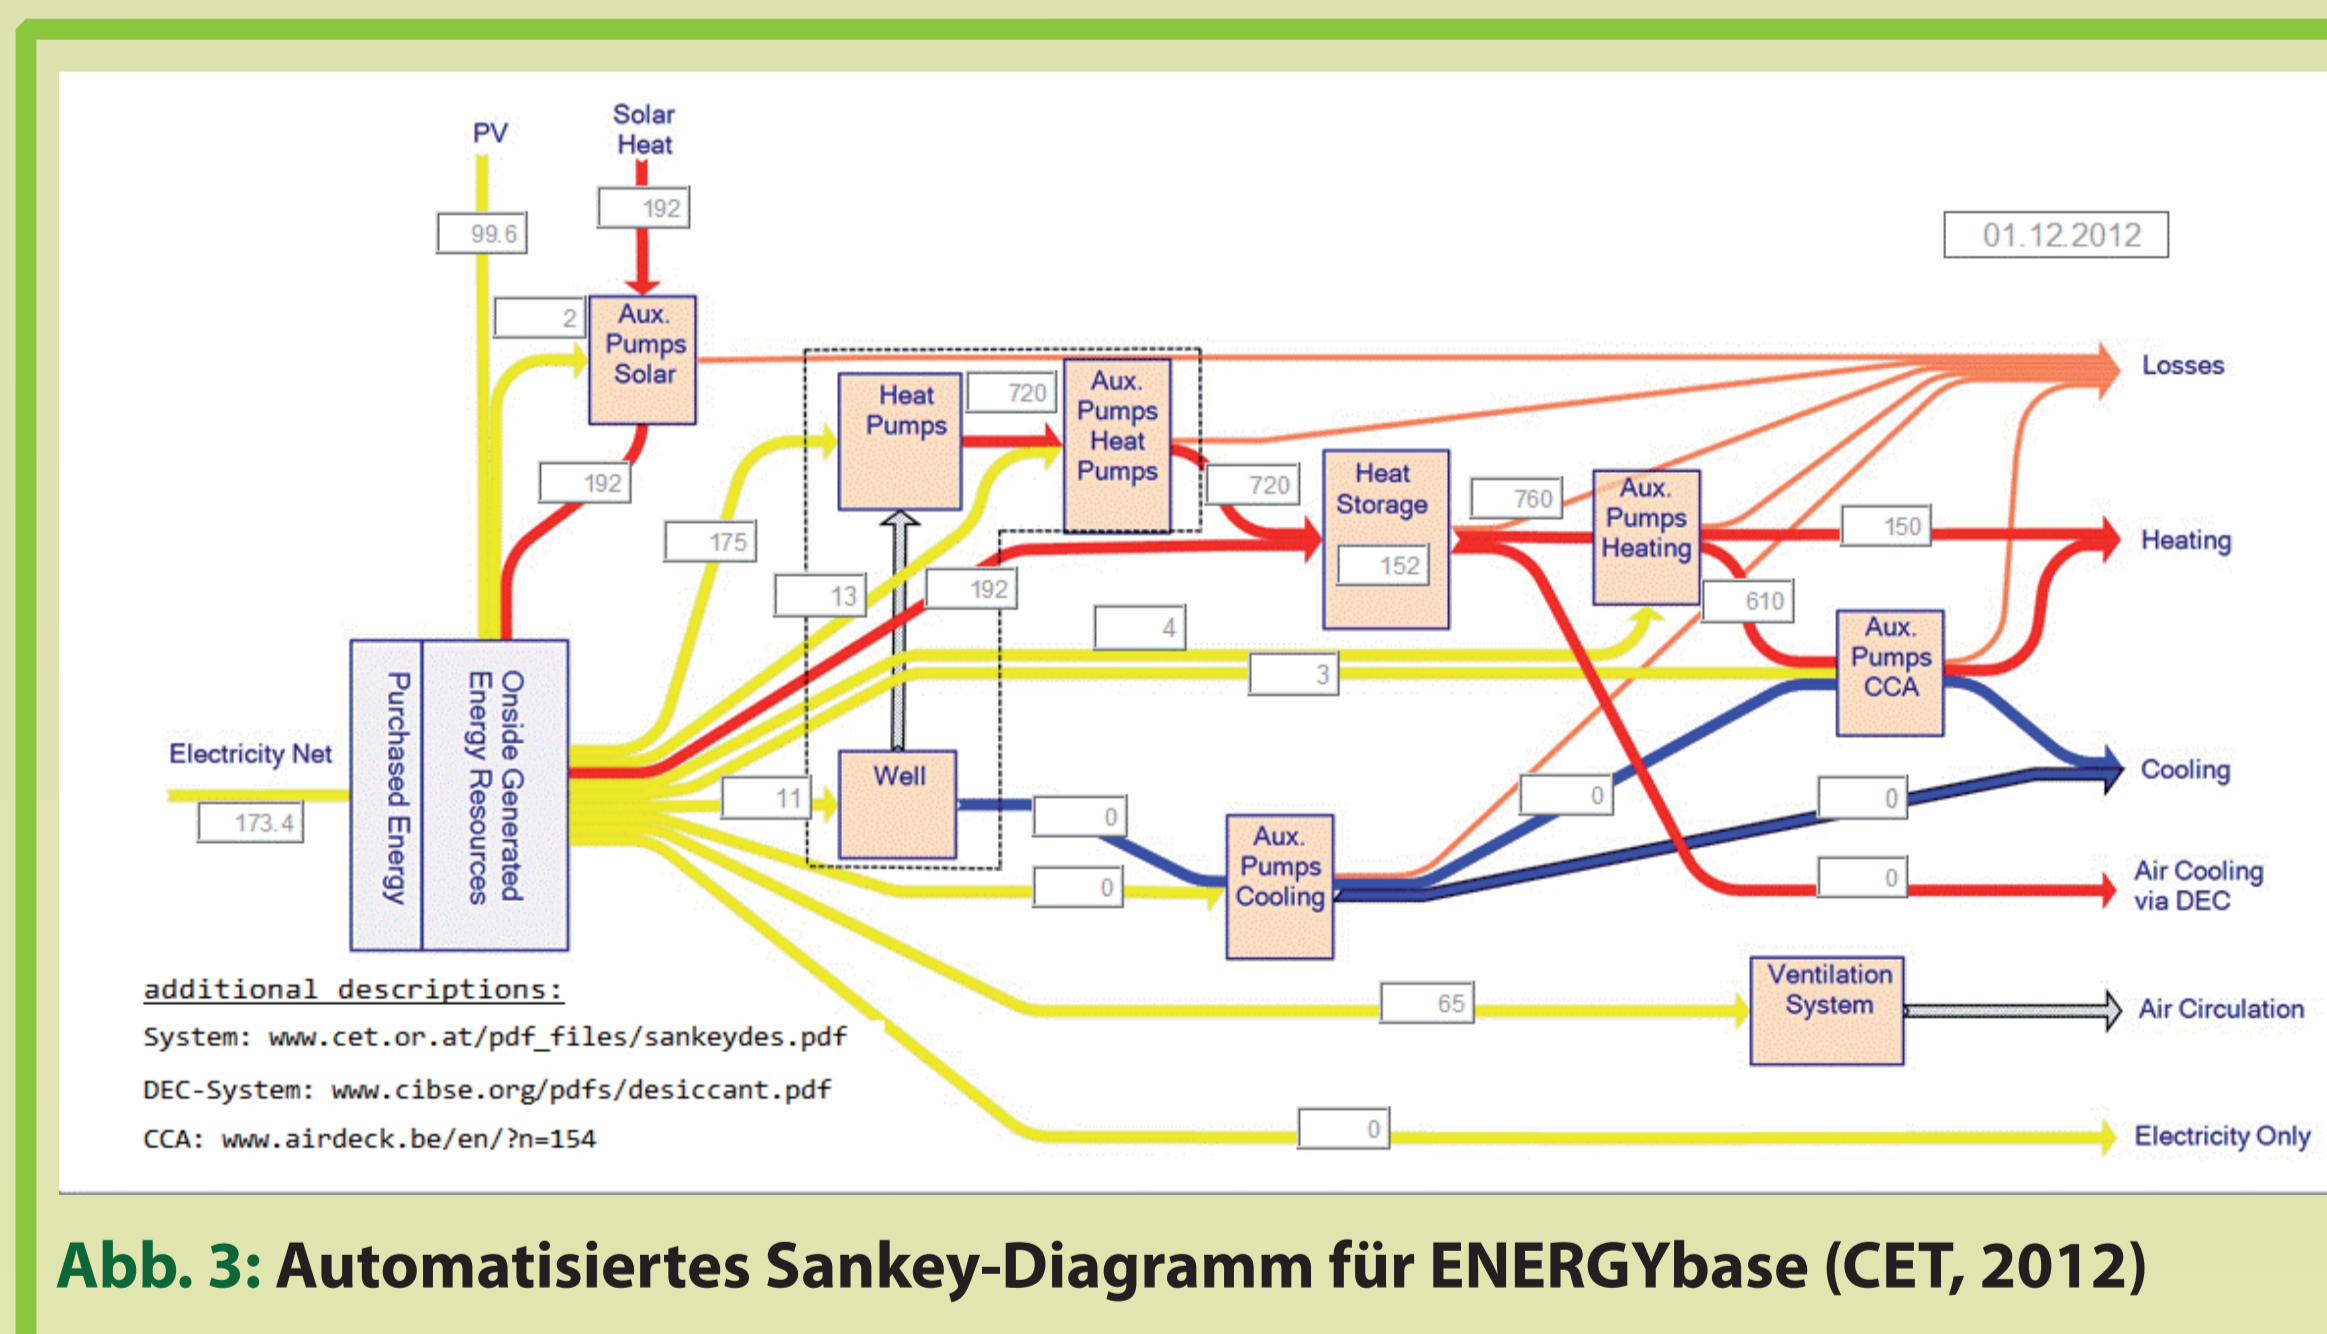 PV
Solar
Heat
99.6
192
01.12.2012
2
Aux.
Pumps
Solar
Losses
Heat
Pumps
720
Aux.
Pumps
Heat
Pumps
192
175
720
Heat
Storage
152
760
Aux.
Pumps
Heating
150
Heating
13
192
4
3
610
Aux.
Pumps
CCA
Purchased Energy
Onside Generated
Energy Resources
Electricity Net
173.4
11
Well
0
0
Aux.
Pumps
Cooling
0
0
Cooling
0
Air Cooling
via DEC
65
Ventilation
System
Air Circulation
0
Electricity Only
additional descriptions:
System: www.cet.or.at/pdf_files/sankeydes.pdf
DEC-System: www.cibse.org/pdfs/desiccant.pdf
CCA: www.airdeck.be/en/?n=154
Abb. 3: Automatisiertes Sankey-Diagramm für ENERGYbase (CET, 2012)